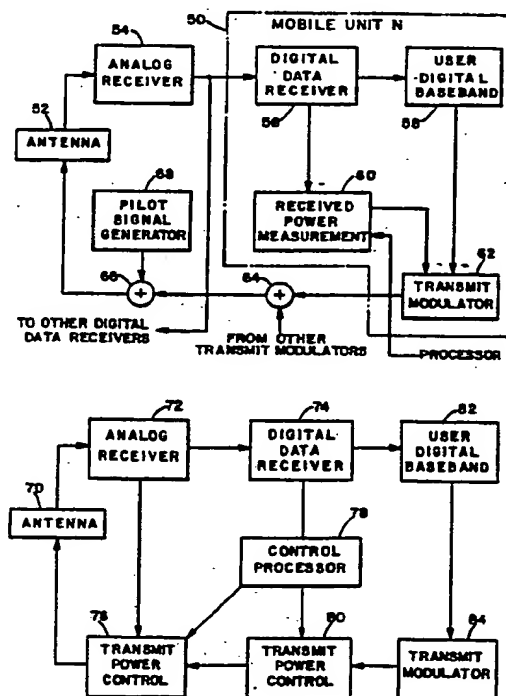 50
MOBILE UNIT N
54
ANALOG
RECEIVER
DIGITAL
DATA
RECEIVER
56
USER
DIGITAL
BASEBAND
58
52
ANTENNA
68
PILOT
SIGNAL
GENERATOR
60
RECEIVED
POWER
MEASUREMENT
62
TRANSMIT
MODULATOR
66
+
64
+
TO OTHER DIGITAL
DATA RECEIVERS
FROM OTHER
TRANSMIT MODULATORS
PROCESSOR
72
ANALOG
RECEIVER
74
DIGITAL
DATA
RECEIVER
82
USER
DIGITAL
BASEBAND
70
ANTENNA
78
CONTROL
PROCESSOR
76
TRANSMIT
POWER
CONTROL
80
TRANSMIT
POWER
CONTROL
84
TRANSMIT
MODULATOR